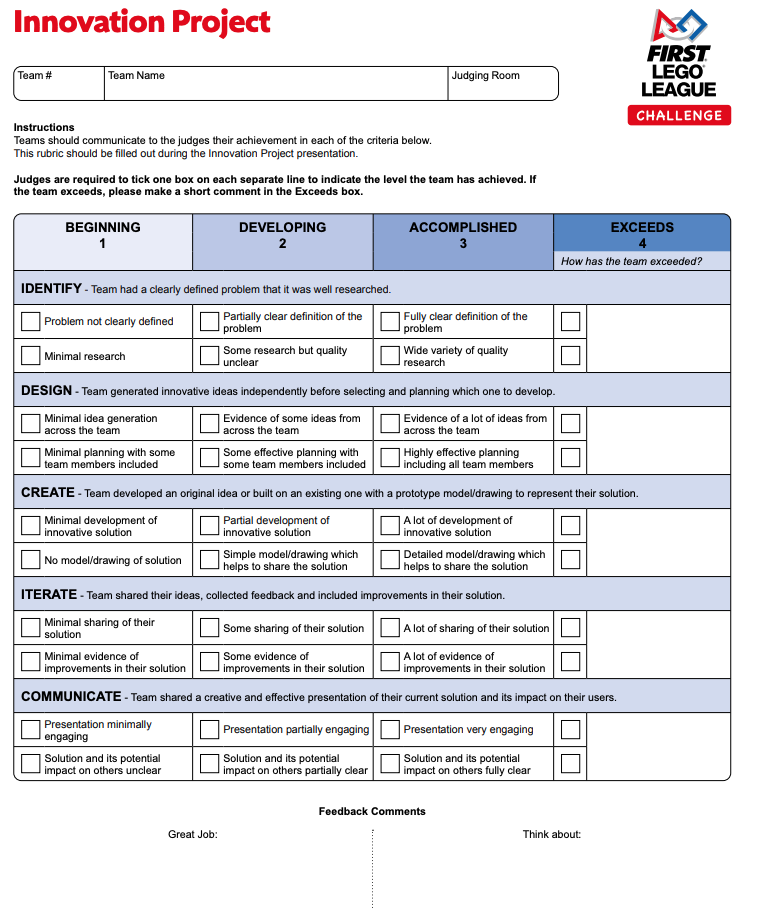 Innovation Project
FIRST
LEGO
LEAGUE
CHALLENGE
Team #
Team Name
Judging Room
Instructions
Teams should communicate to the judges their achievement in each of the criteria below.
This rubric should be filled out during the Innovation Project presentation.
Judges are required to tick one box on each separate line to indicate the level the team has achieved. If
the team exceeds, please make a short comment in the Exceeds box.
BEGINNING
1
DEVELOPING
2
ACCOMPLISHED
3
EXCEEDS
4
How has the team exceeded?
IDENTIFY - Team had a clearly defined problem that it was well researched.
Problem not clearly defined
Partially clear definition of the
problem
Fully clear definition of the
problem
Minimal research
Some research but quality
unclear
Wide variety of quality
research
DESIGN - Team generated innovative ideas independently before selecting and planning which one to develop.
Minimal idea generation
across the team
Evidence of some ideas from
across the team
Evidence of a lot of ideas from
across the team
Minimal planning with some
team members included
Some effective planning with
some team members included
Highly effective planning
including all team members
CREATE - Team developed an original idea or built on an existing one with a prototype model/drawing to represent their solution.
Minimal development of
innovative solution
Partial development of
innovative solution
A lot of development of
innovative solution
No model/drawing of solution
Simple model/drawing which
helps to share the solution
Detailed model/drawing which
helps to share the solution
ITERATE - Team shared their ideas, collected feedback and included improvements in their solution.
Minimal sharing of their
solution
Some sharing of their solution
A lot of sharing of their solution
Minimal evidence of
improvements in their solution
Some evidence of
improvements in their solution
A lot of evidence of
improvements in their solution
COMMUNICATE - Team shared a creative and effective presentation of their current solution and its impact on their users.
Presentation minimally
engaging
Presentation partially engaging
Presentation very engaging
Solution and its potential
impact on others unclear
Solution and its potential
impact on others partially clear
Solution and its potential
impact on others fully clear
Feedback Comments
Great Job:
Think about: